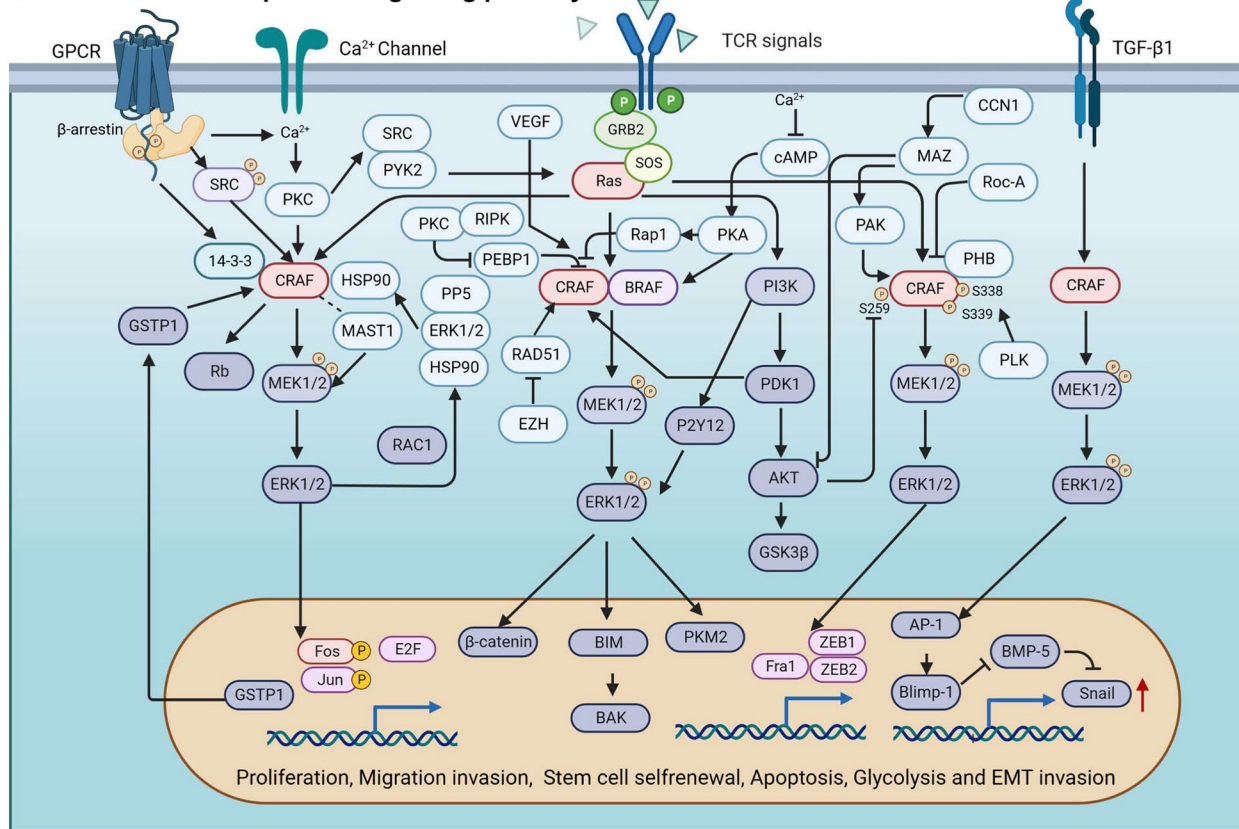 GPCR
Ca²⁺ Channel
TCR signals
TGF-β1
β-arrestin
P
P
Ca²⁺
SRC
P
P
PKC
SRC
PYK2
VEGF
P
P
GRB2
SOS
Ras
Ca²⁺
cAMP
CCN1
MAZ
Roc-A
PKC
RIPK
PEBP1
Rap1
PKA
PAK
14-3-3
CRAF
HSP90
PP5
ERK1/2
HSP90
CRAF
BRAF
PI3K
CRAF
PHB
P
S259
P
S338
P
S339
CRAF
GSTP1
Rb
MAST1
MEK1/2
P
P
RAD51
EZH
MEK1/2
P
P
PDK1
P2Y12
MEK1/2
P
P
PLK
MEK1/2
P
P
RAC1
ERK1/2
ERK1/2
P
P
AKT
GSK3β
ERK1/2
ERK1/2
P
P
Fos
P
Jun
P
E2F
GSTP1
β-catenin
BIM
BAK
PKM2
ZEB1
Fra1
ZEB2
AP-1
Blimp-1
BMP-5
Snail
Proliferation, Migration invasion, Stem cell selfrenewal, Apoptosis, Glycolysis and EMT invasion